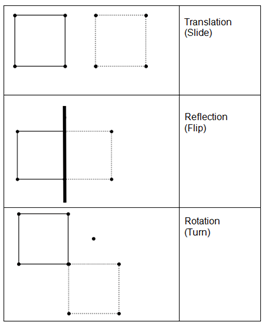 Translation
(Slide)
Reflection
(Flip)
Rotation
(Turn)